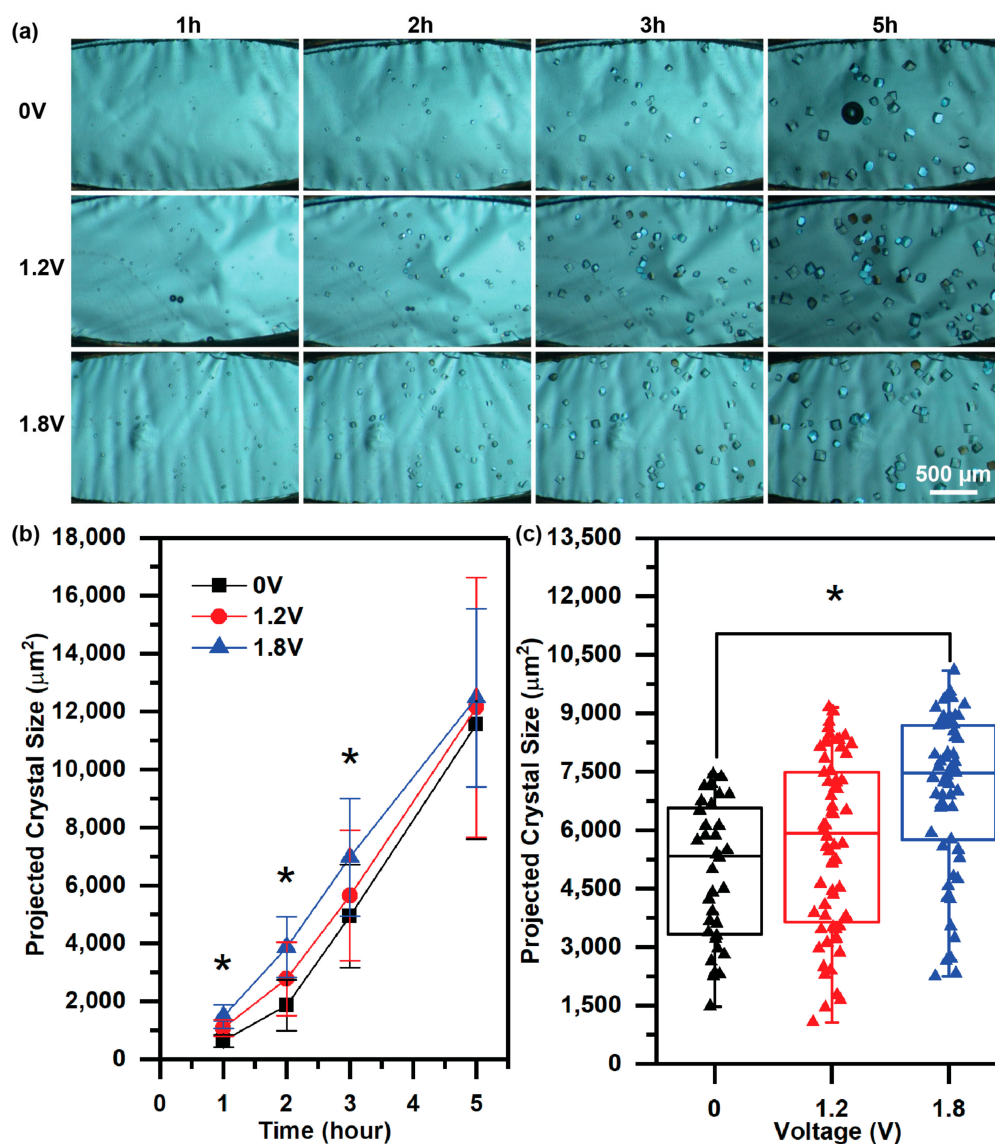 (a)
1h 2h 3h 5h
0V
1.2V
1.8V
500 µm
(b)
18,000
16,000
14,000
12,000
10,000
8,000
6,000
4,000
2,000
0
Projected Crystal Size (µm²)
0V
1.2V
1.8V
*
*
*
0 1 2 3 4 5
Time (hour)
(c)
13,500
12,000
10,500
9,000
7,500
6,000
4,500
3,000
1,500
0
Projected Crystal Size (µm²)
*
0 1.2 1.8
Voltage (V)